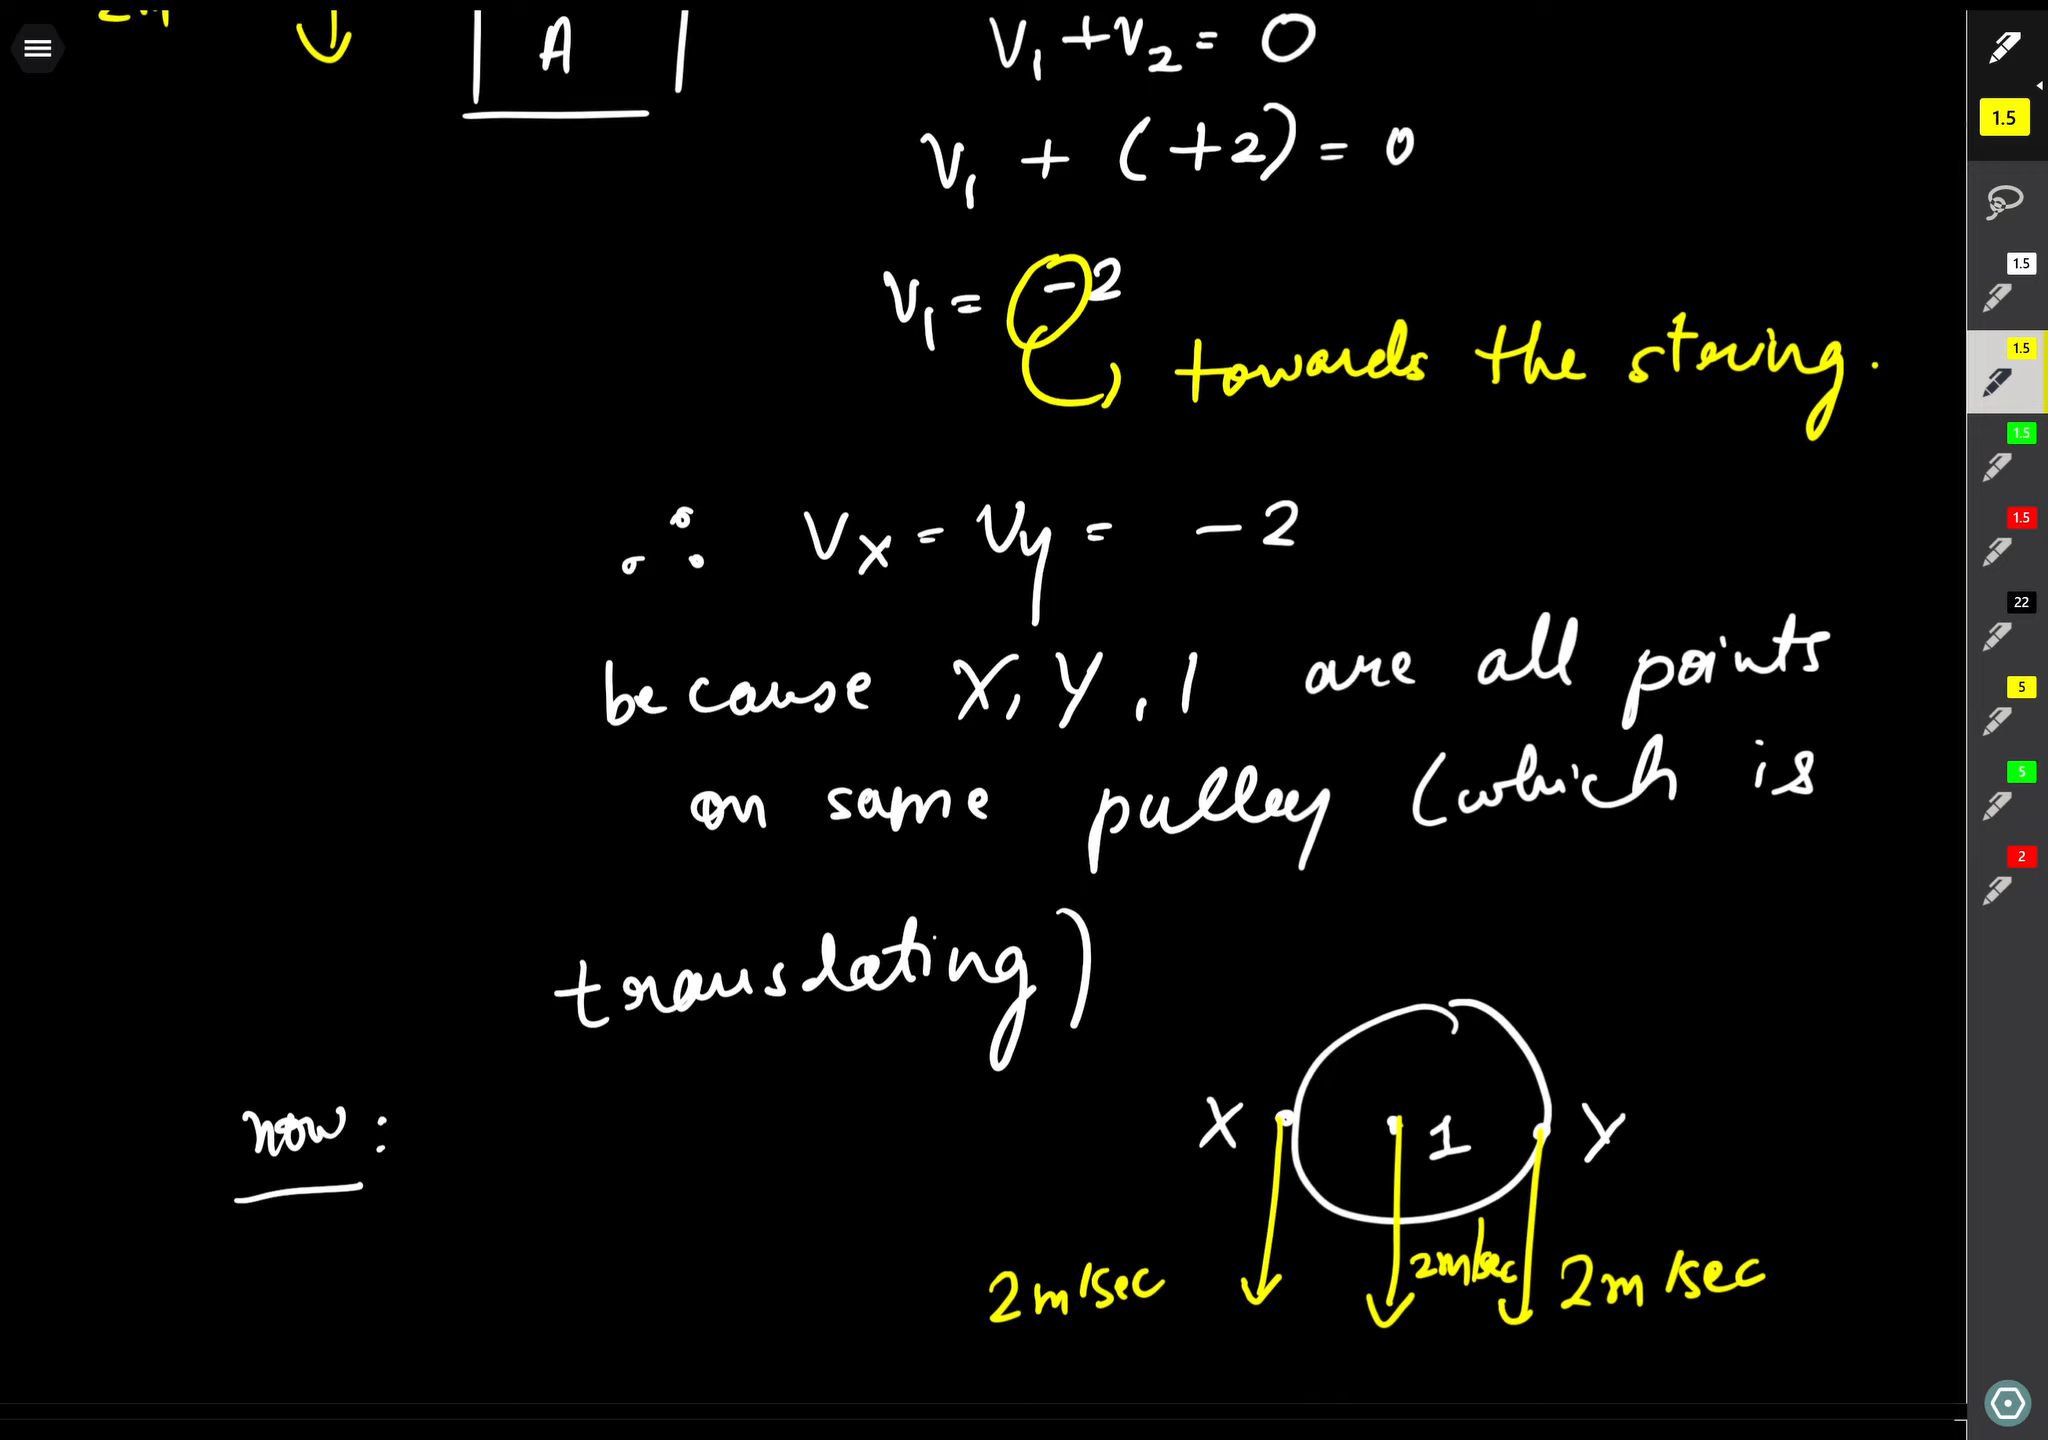 A
V₁ + V₂ = 0
V₁ + (+2) = 0
V₁ = -2
towards the string.
∴ Vx = Vy = -2
because X, Y, 1 are all points
on same pulley (which is
translating)
now:
X 1 Y
2m/sec 2m/sec 2m/sec
1.5
1.5
1.5
1.5
1.5
22
5
5
2